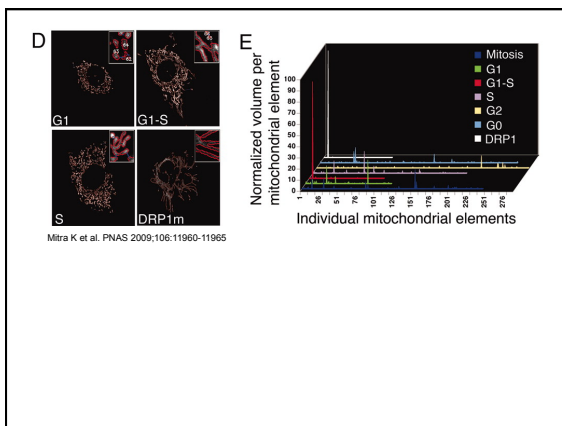 D
G1
G1-S
S
DRP1m
Mitra K et al. PNAS 2009;106:11960-11965
E
Normalized volume per
mitochondrial element
100
90
80
70
60
50
40
30
20
10
0
1
26
51
76
101
126
151
176
201
226
251
276
Individual mitochondrial elements
Mitosis
G1
G1-S
S
G2
G0
DRP1